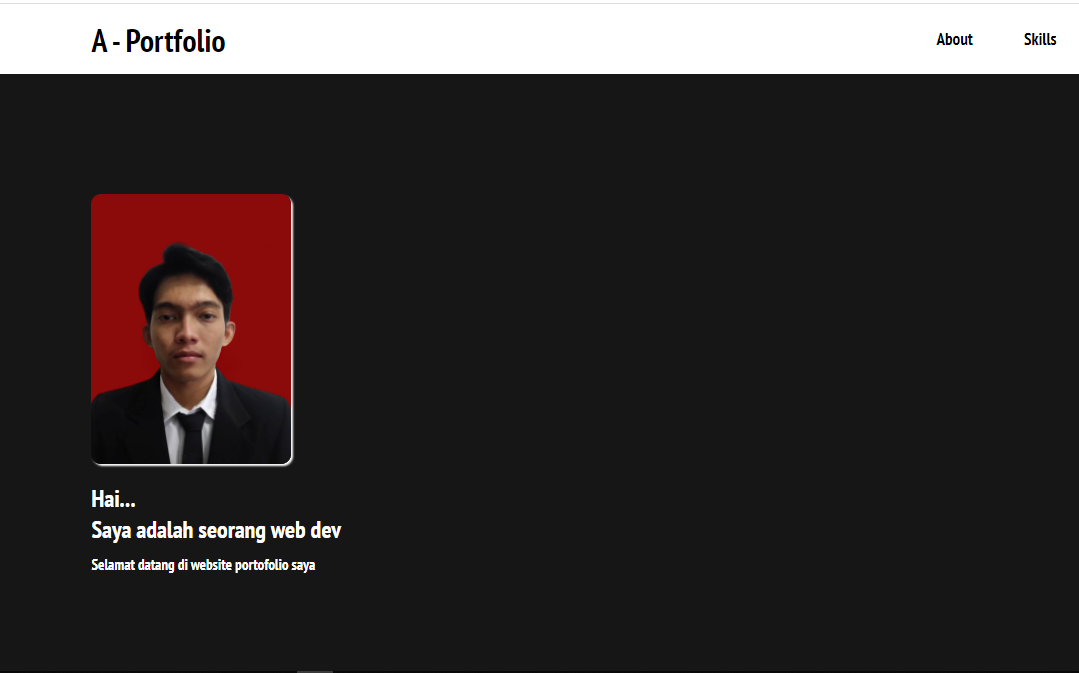 A - Portfolio
About
Skills
Hai...
Saya adalah seorang web dev
Selamat datang di website portofolio saya